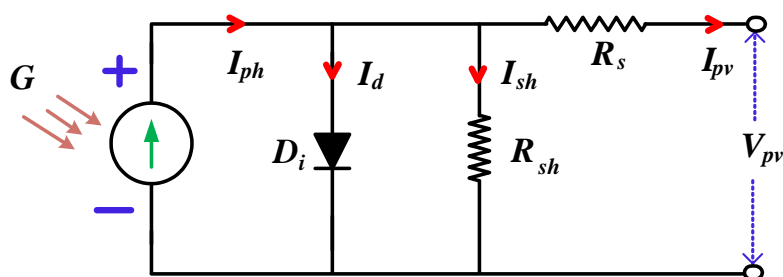 G
+
I_ph
I_d
I_sh
R_s
I_pv
D_i
R_sh
V_pv
−